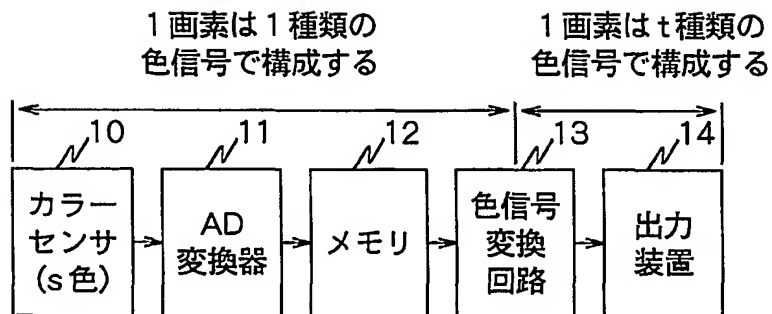 1画素は1種類の
色信号で構成する
1画素はt種類の
色信号で構成する
10
11
12
13
14
カラー
センサ
(s色)
AD
変換器
メモリ
色信号
変換
回路
出力
装置